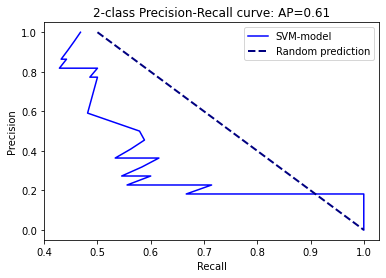 2-class Precision-Recall curve: AP=0.61
SVM-model
Random prediction
Precision
1.0
0.8
0.6
0.4
0.2
0.0
0.4
0.5
0.6
0.7
0.8
0.9
1.0
Recall